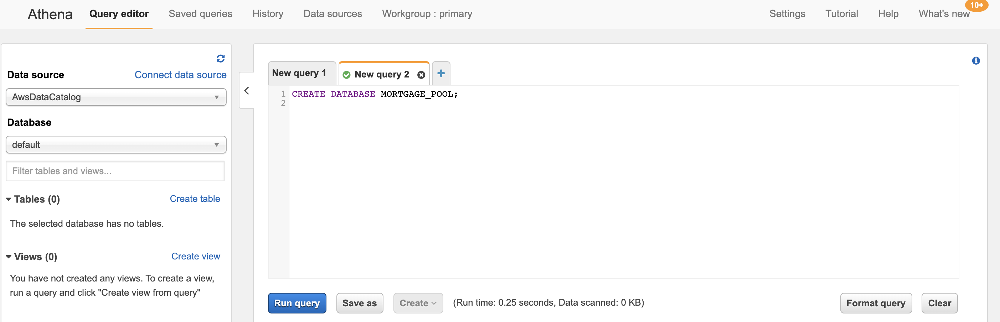 Athena Query editor Saved queries History Data sources Workgroup : primary Settings Tutorial Help What's new 10+
Data source Connect data source
AwsDataCatalog
Database
default
Filter tables and views...
Tables (0) Create table
The selected database has no tables.
Views (0) Create view
You have not created any views. To create a view,
run a query and click "Create view from query"
New query 1 New query 2
1 CREATE DATABASE MORTGAGE_POOL;
2
Run query Save as Create (Run time: 0.25 seconds, Data scanned: 0 KB) Format query Clear